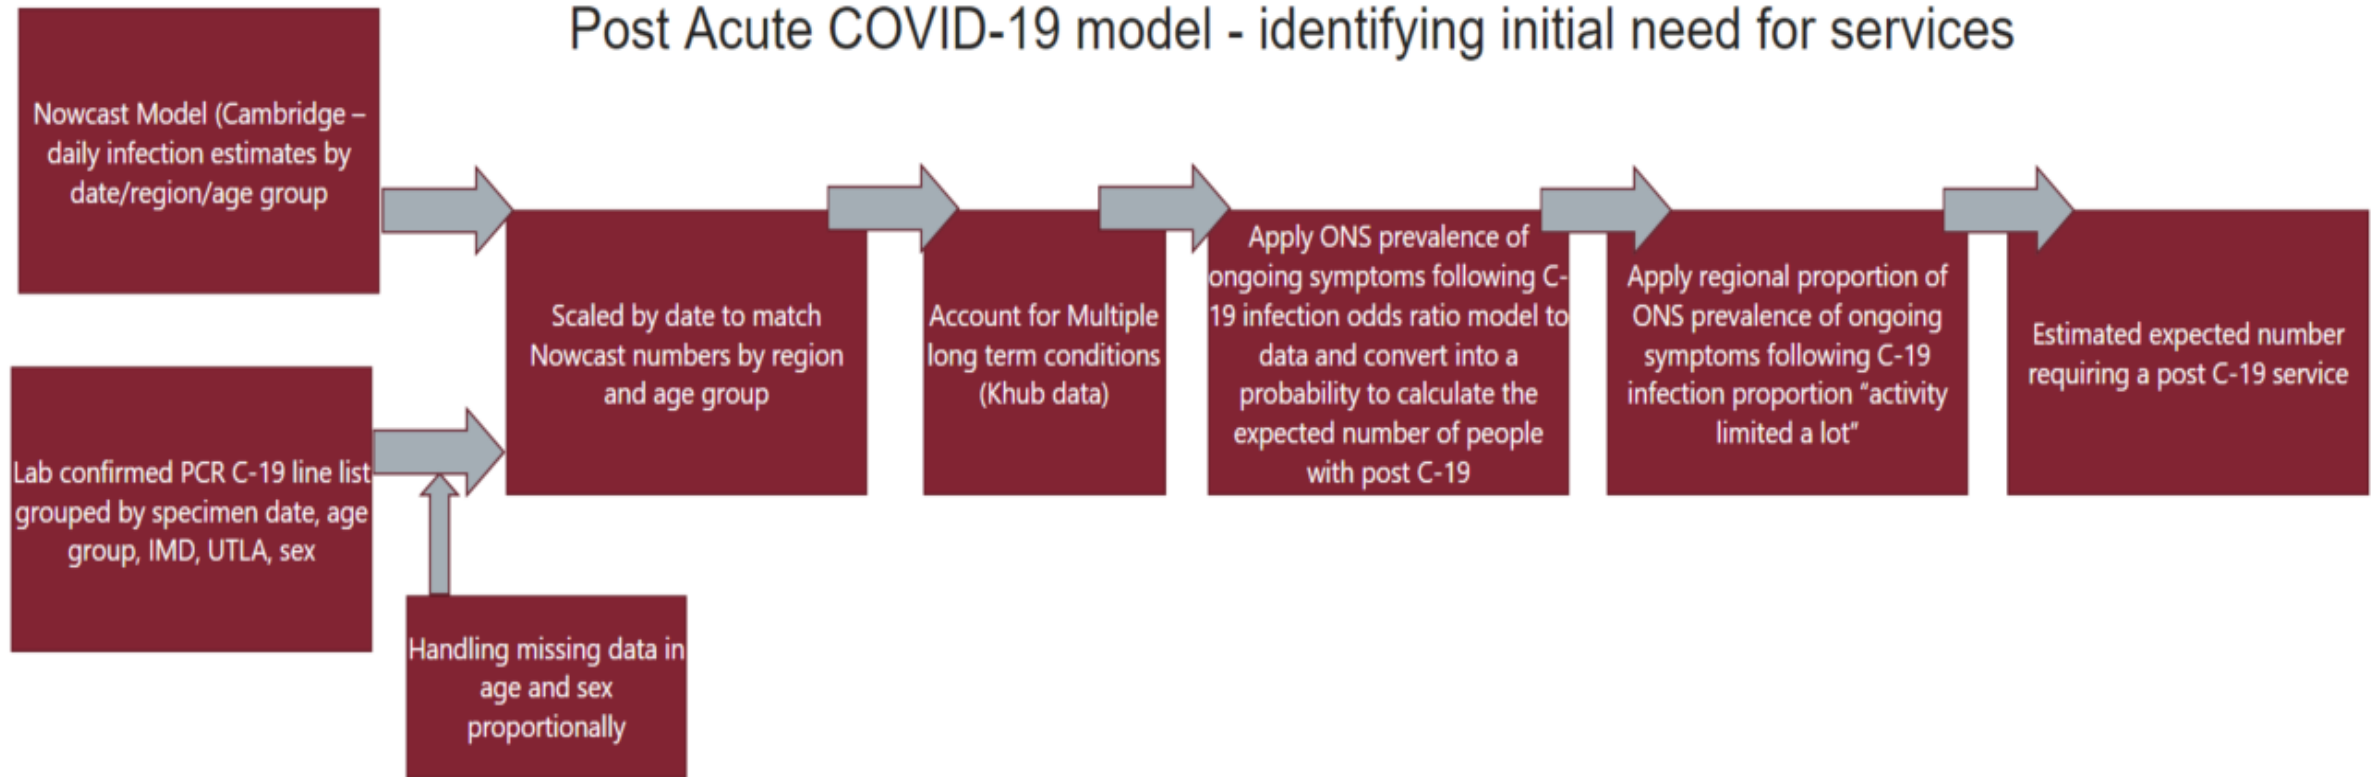 Post Acute COVID-19 model - identifying initial need for services
Nowcast Model (Cambridge –
daily infection estimates by
date/region/age group
Lab confirmed PCR C-19 line list
grouped by specimen date, age
group, IMD, UTLA, sex
Handling missing data in
age and sex
proportionally
Scaled by date to match
Nowcast numbers by region
and age group
Account for Multiple
long term conditions
(Khub data)
Apply ONS prevalence of
ongoing symptoms following C-
19 infection odds ratio model to
data and convert into a
probability to calculate the
expected number of people
with post C-19
Apply regional proportion of
ONS prevalence of ongoing
symptoms following C-19
infection proportion “activity
limited a lot”
Estimated expected number
requiring a post C-19 service